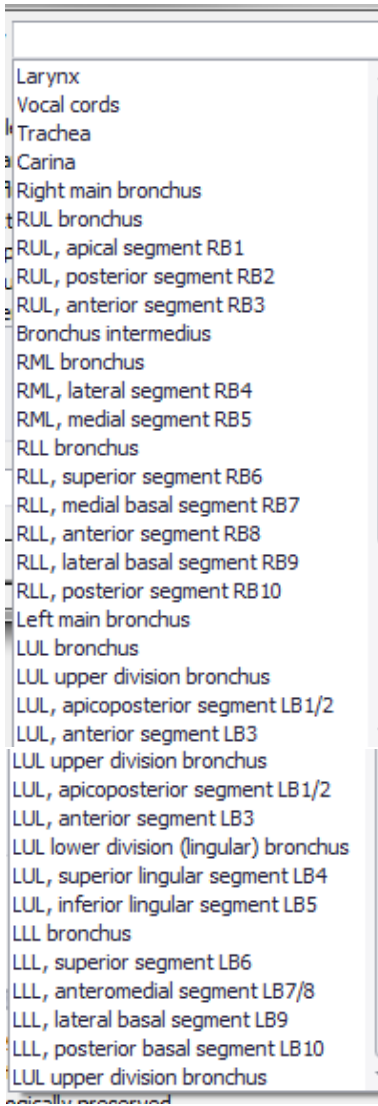 Larynx
Vocal cords
Trachea
Carina
Right main bronchus
RUL bronchus
RUL, apical segment RB1
RUL, posterior segment RB2
RUL, anterior segment RB3
Bronchus intermedius
RML bronchus
RML, lateral segment RB4
RML, medial segment RB5
RLL bronchus
RLL, superior segment RB6
RLL, medial basal segment RB7
RLL, anterior segment RB8
RLL, lateral basal segment RB9
RLL, posterior segment RB10
Left main bronchus
LUL bronchus
LUL upper division bronchus
LUL, apicoposterior segment LB1/2
LUL, anterior segment LB3
LUL upper division bronchus
LUL, apicoposterior segment LB1/2
LUL, anterior segment LB3
LUL lower division (lingular) bronchus
LUL, superior lingular segment LB4
LUL, inferior lingular segment LB5
LLL bronchus
LLL, superior segment LB6
LLL, anteromedial segment LB7/8
LLL, lateral basal segment LB9
LLL, posterior basal segment LB10
LUL upper division bronchus